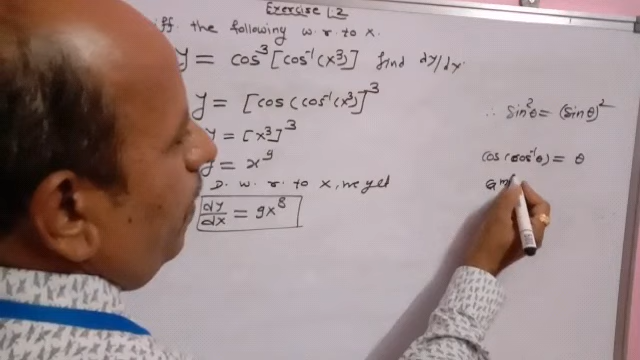 Exercise 1.2
iff the following w.r.to x.
y = cos³ [cos⁻¹(x³)] find dy/dx.
y = [cos (cos⁻¹(x³)]³
y = [x³]³
y = x⁹
D. w. r. to x, we get
dy/dx = 9x⁸
∴ Sin²θ = (Sin θ)²
cos (cos⁻¹θ) = θ